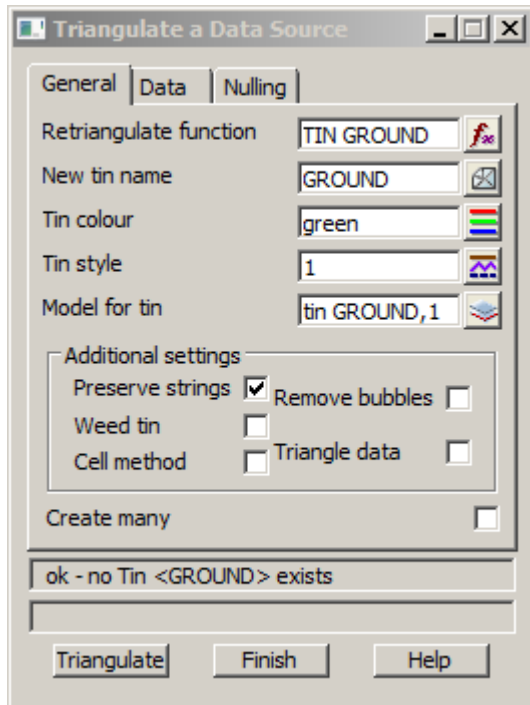 Triangulate a Data Source
General Data Nulling
Retriangulate function TIN GROUND
New tin name GROUND
Tin colour green
Tin style 1
Model for tin tin GROUND,1
Additional settings
Preserve strings Remove bubbles
Weed tin
Cell method Triangle data
Create many
ok - no Tin <GROUND> exists
Triangulate Finish Help